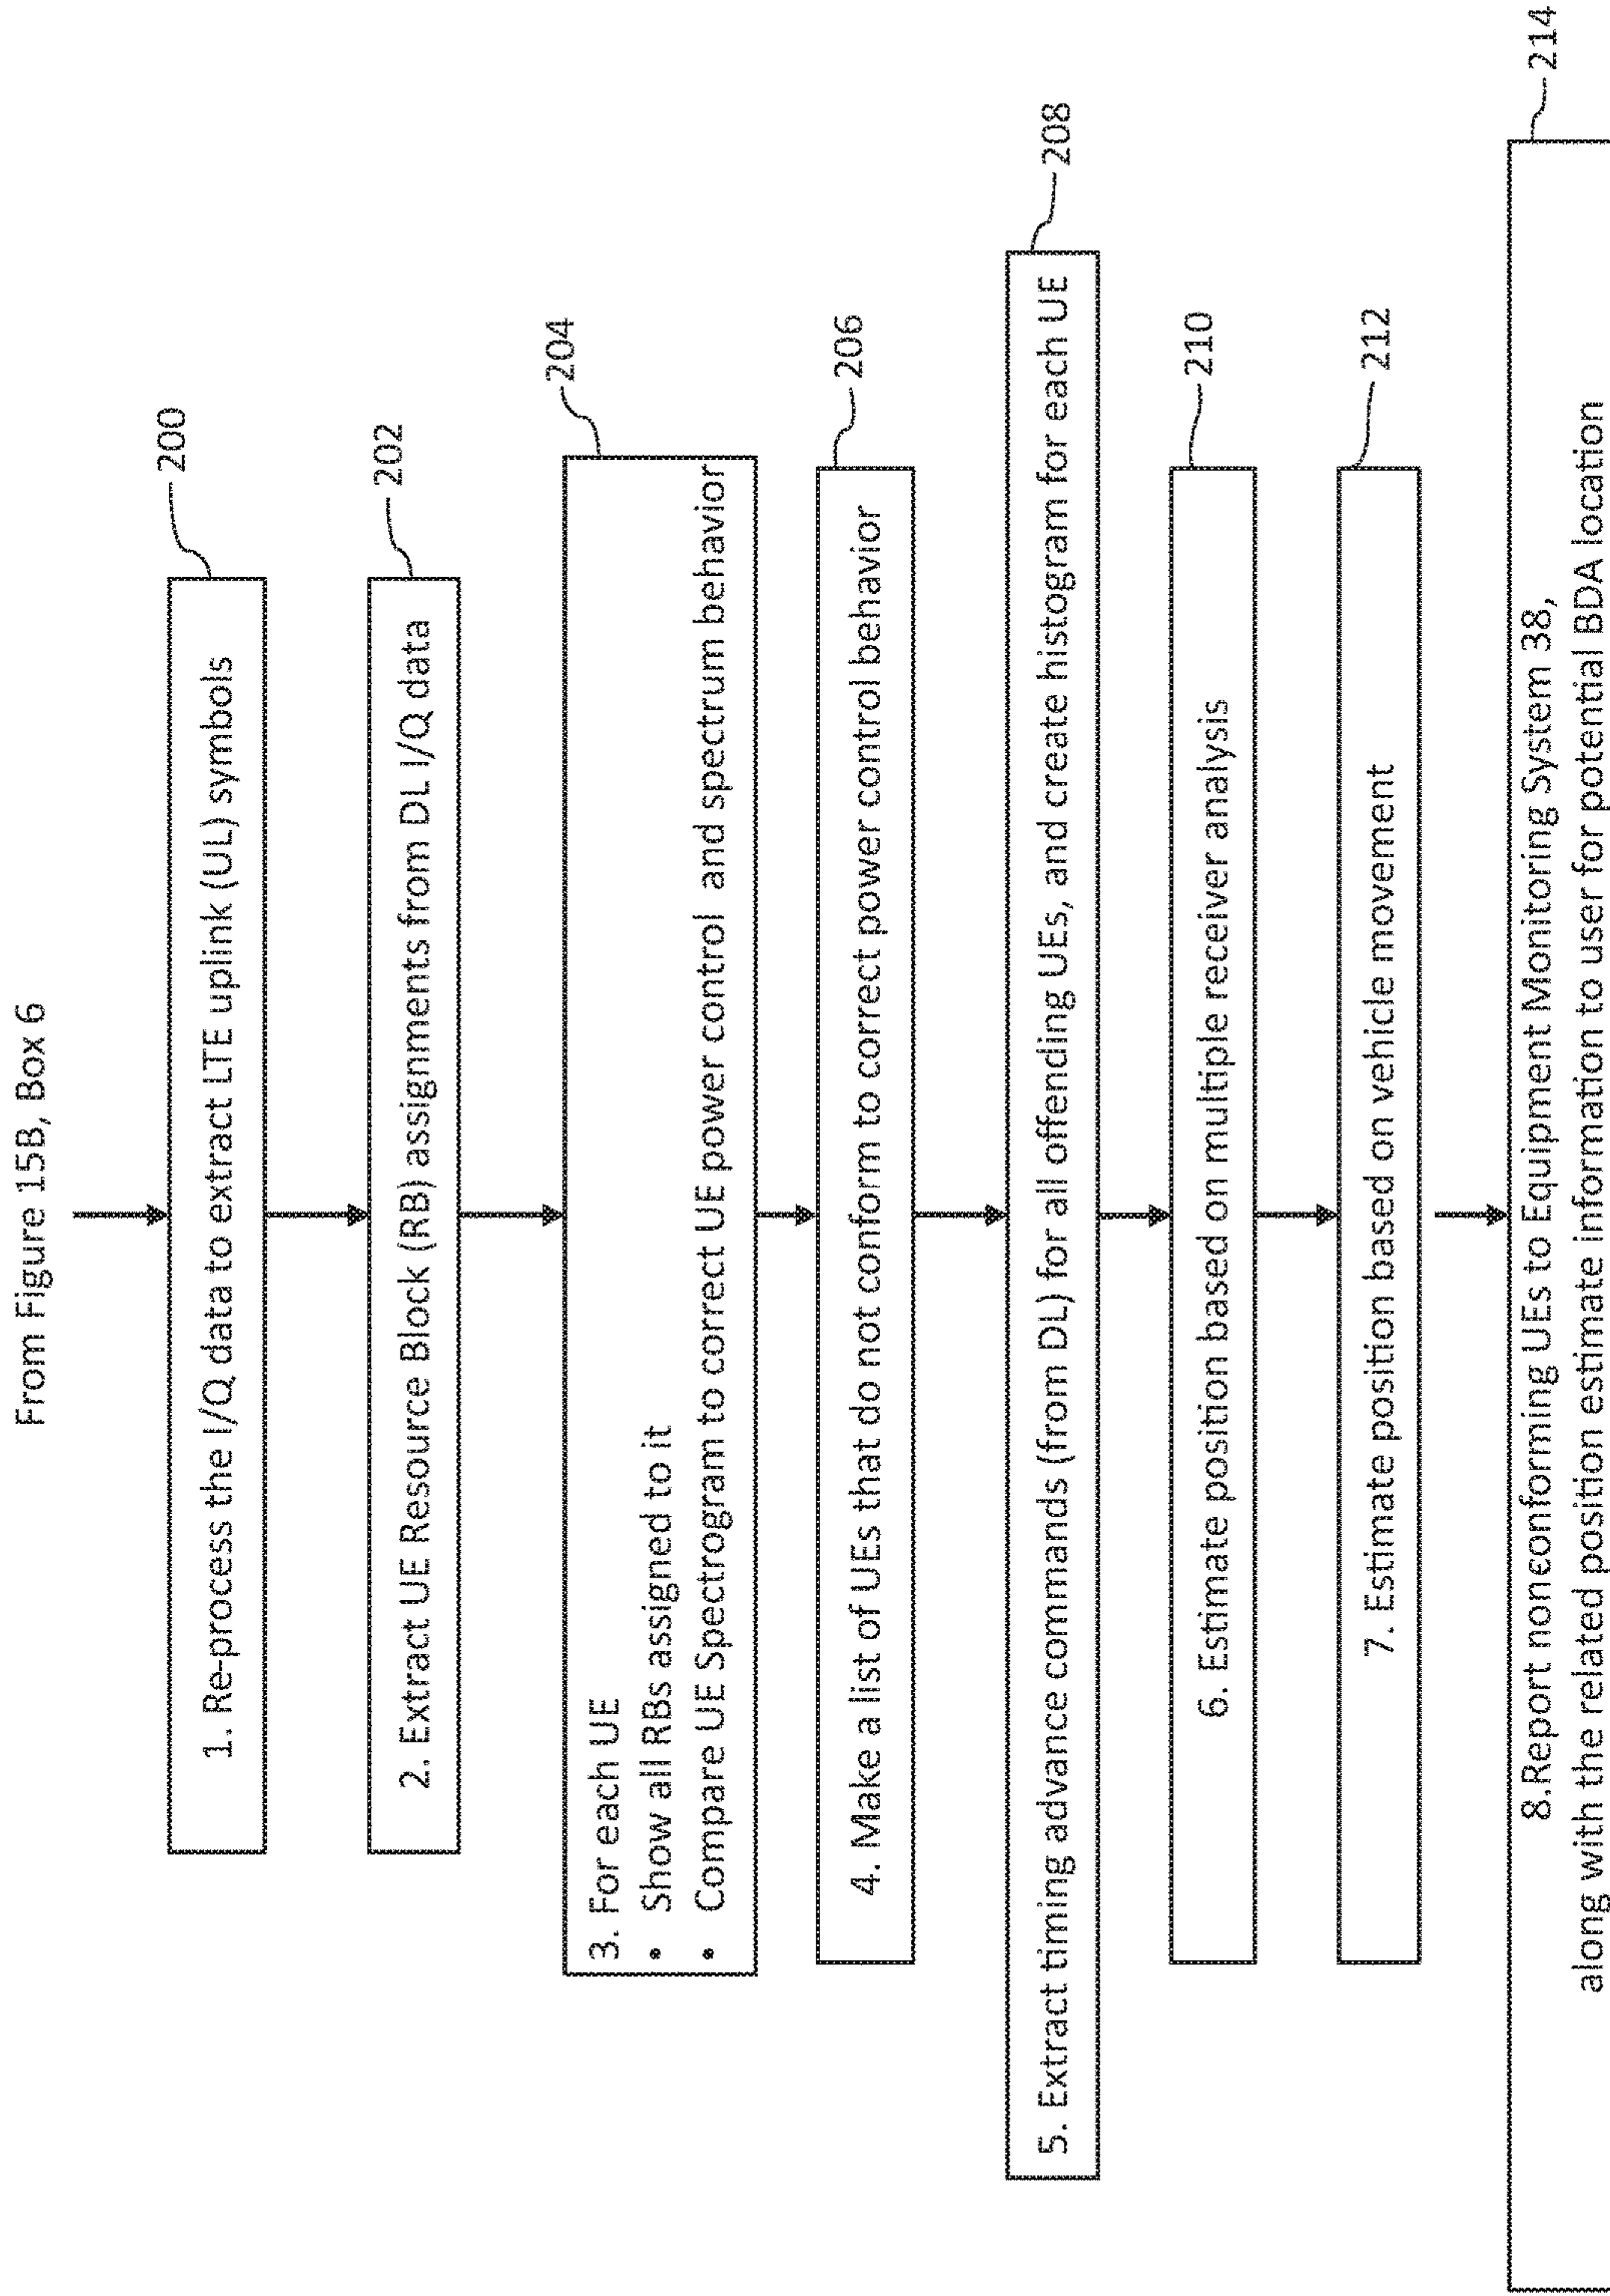 From Figure 15B, Box 6
200
1. Re-process the I/Q data to extract LTE uplink (UL) symbols
202
2. Extract UE Resource Block (RB) assignments from DL I/Q data
204
3. For each UE
• Show all RBs assigned to it
• Compare UE Spectrogram to correct UE power control and spectrum behavior
206
4. Make a list of UEs that do not conform to correct power control behavior
208
5. Extract timing advance commands (from DL) for all offending UEs, and create histogram for each UE
210
6. Estimate position based on multiple receiver analysis
212
7. Estimate position based on vehicle movement
214
8.Report nonconforming UEs to Equipment Monitoring System 38,
along with the related position estimate information to user for potential BDA location